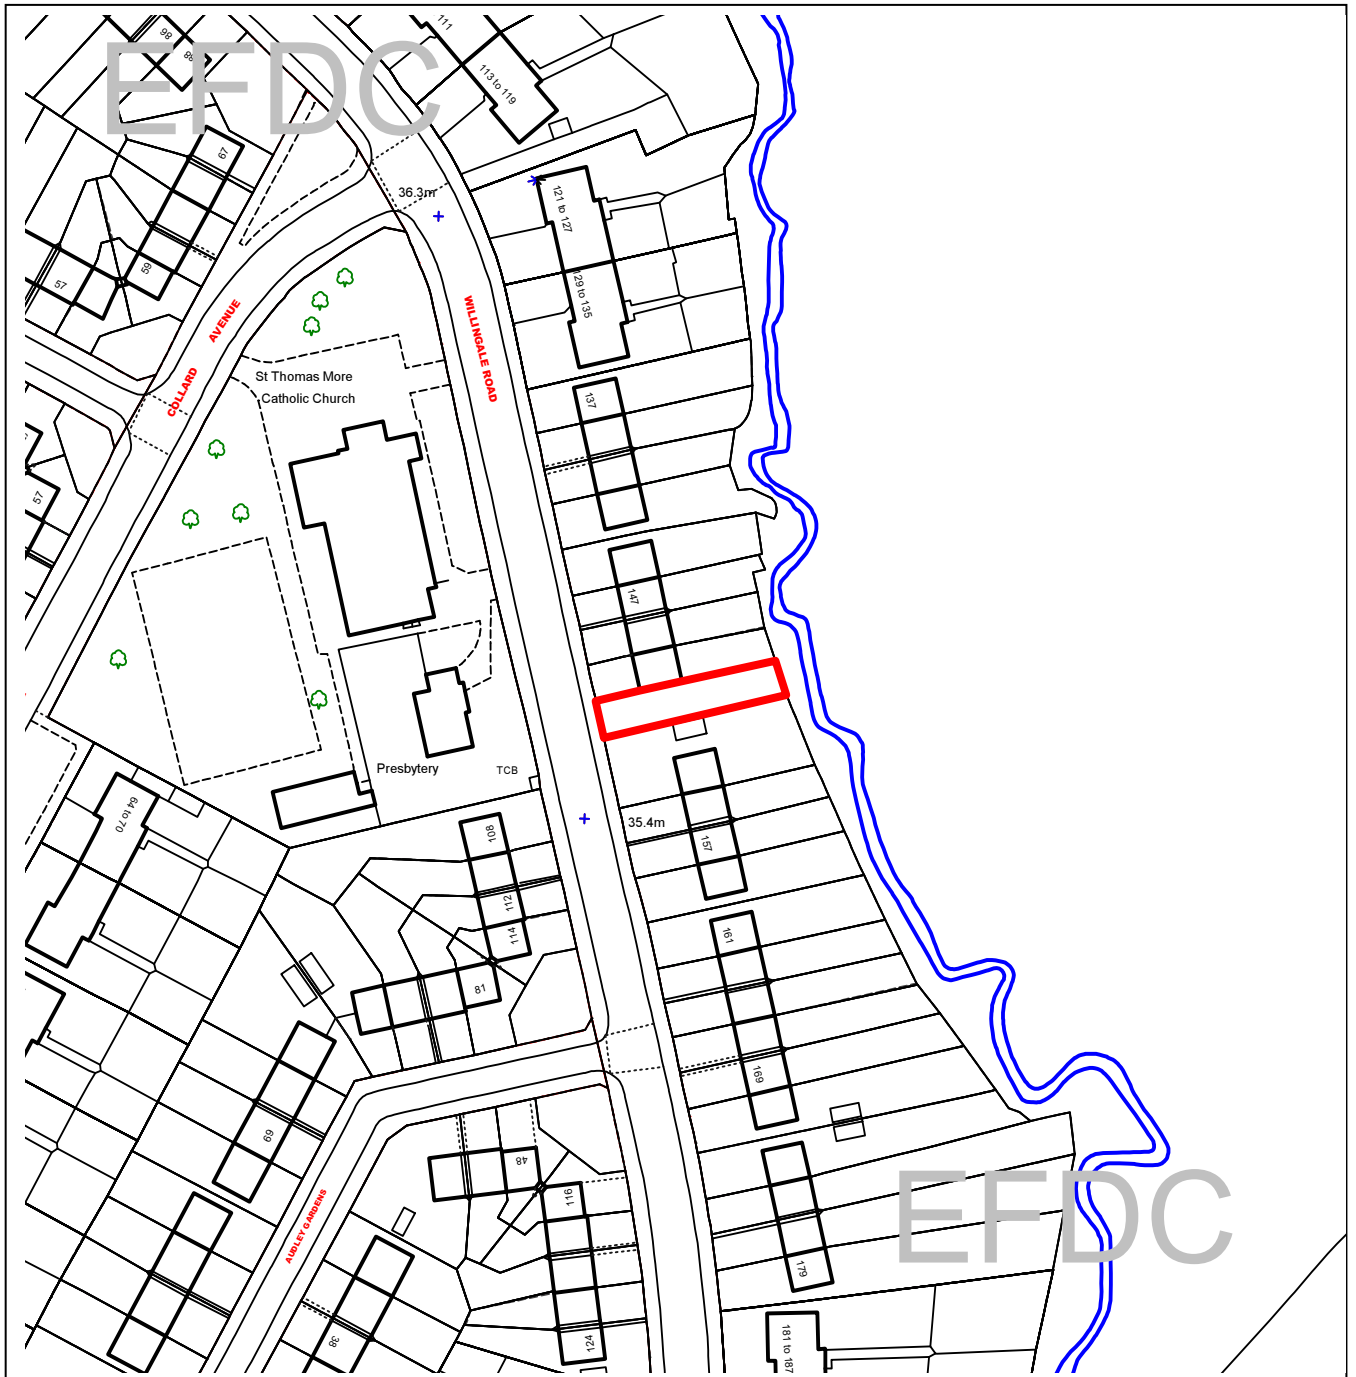 EFDC
98
88
111
113 to 119
67
36.3m
121 to 127
59
57
129 to 135
COLLARD AVENUE
WILLINGALE ROAD
St Thomas More
Catholic Church
137
57
147
Presbytery
TCB
64 to 70
108
35.4m
157
112
114
161
81
169
69
48
116
EFDC
AUDLEY GARDENS
179
38
124
181 to 187